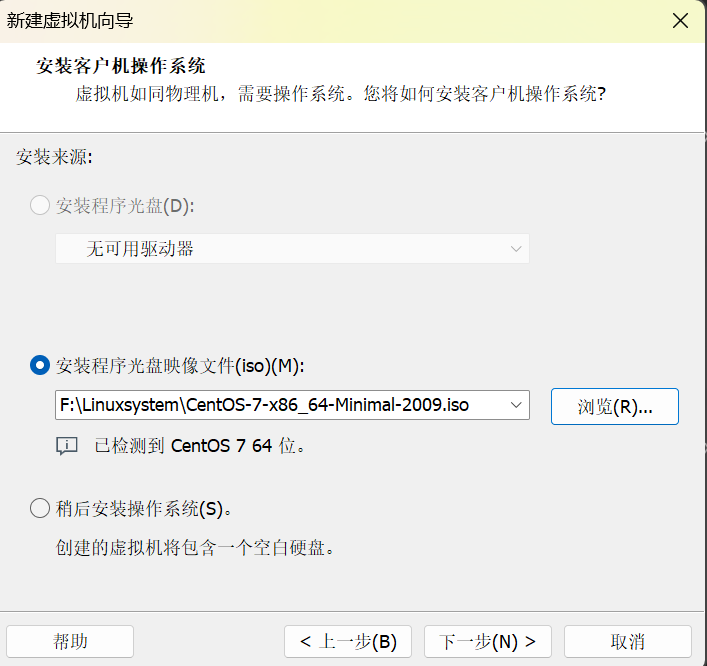 新建虚拟机向导
安装客户机操作系统
虚拟机如同物理机，需要操作系统。您将如何安装客户机操作系统?
安装来源:
安装程序光盘(D):
无可用驱动器
安装程序光盘映像文件(iso)(M):
F:\Linuxsystem\CentOS-7-x86_64-Minimal-2009.iso
浏览(R)...
已检测到 CentOS 7 64 位。
稍后安装操作系统(S)。
创建的虚拟机将包含一个空白硬盘。
帮助
< 上一步(B)
下一步(N) >
取消